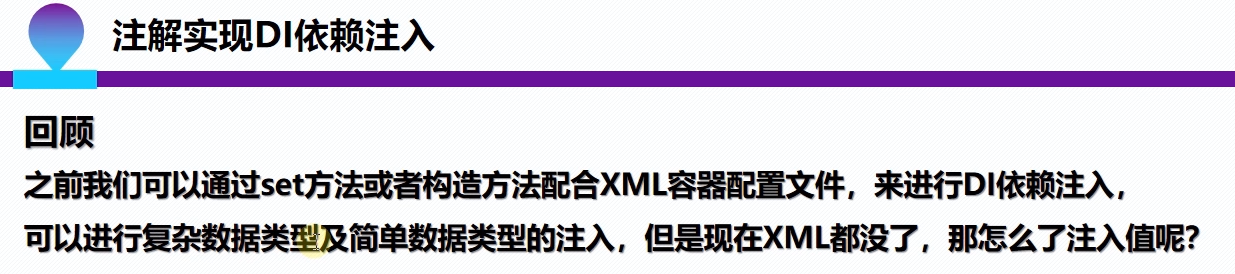 注解实现DI依赖注入
回顾
之前我们可以通过set方法或者构造方法配合XML容器配置文件，来进行DI依赖注入，
可以进行复杂数据类型及简单数据类型的注入，但是现在XML都没了，那怎么了注入值呢？